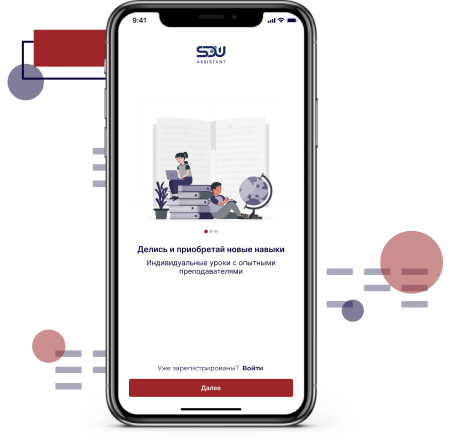 9:41
SDU
ASSISTANT
Делись и приобретай новые навыки
Индивидуальные уроки с опытными
преподавателями
Уже зарегистрированы? Войти
Далее